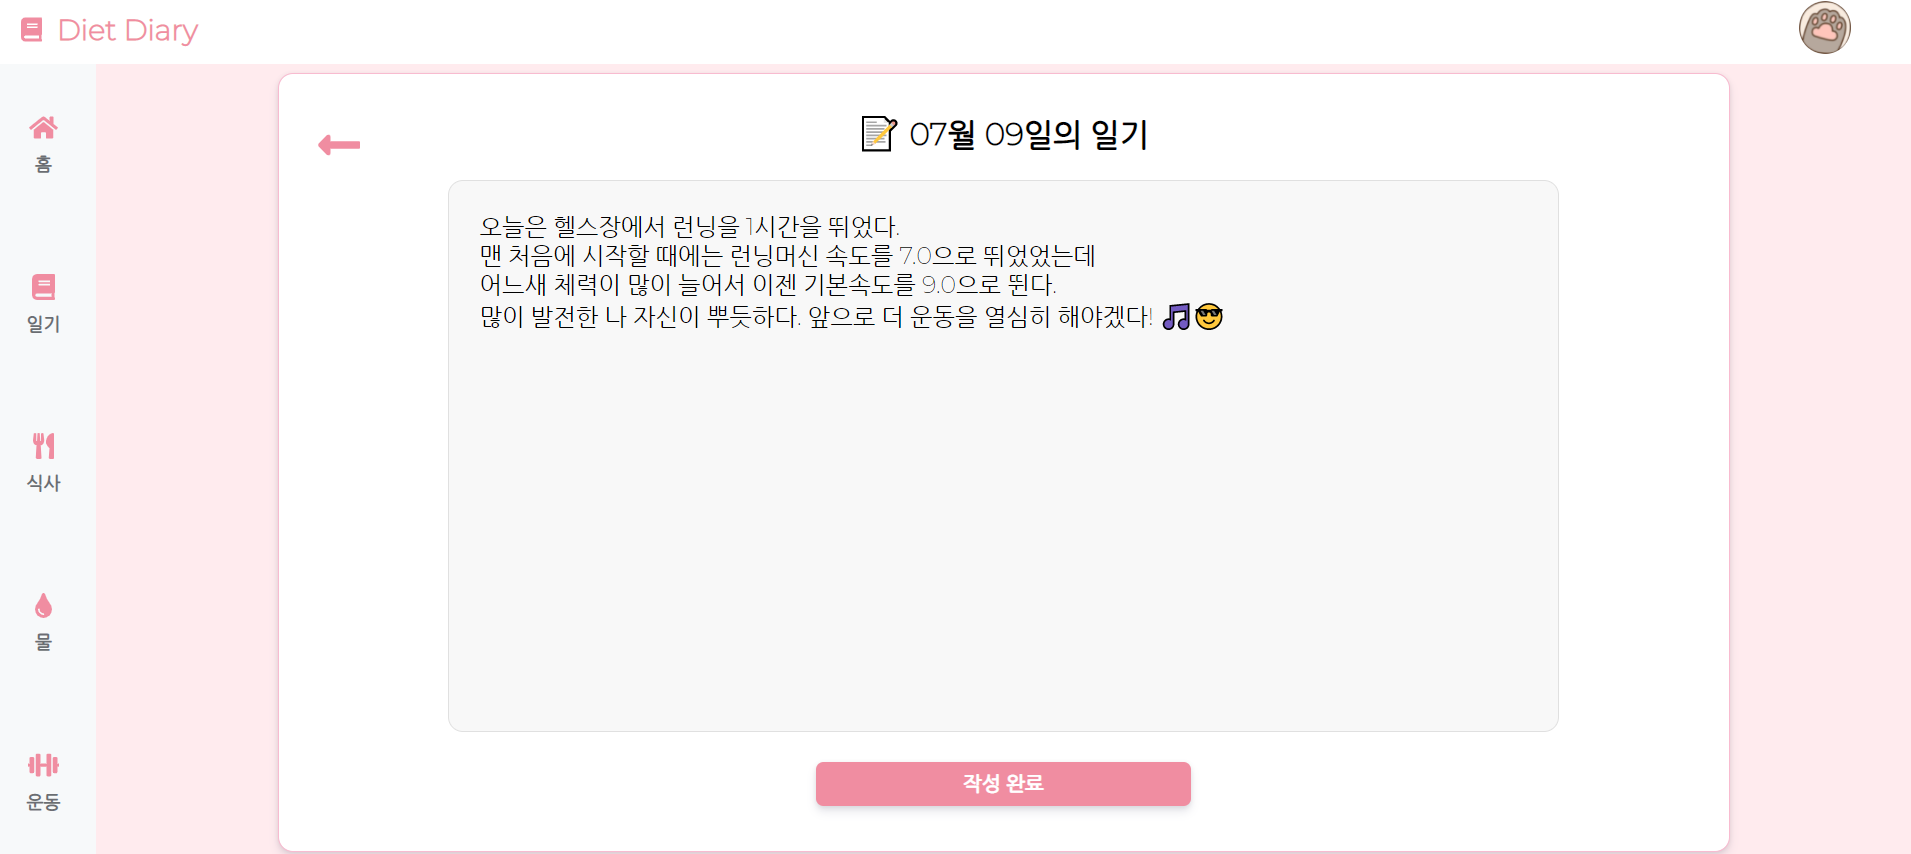 Diet Diary
홈
일기
식사
물
운동
📝 07월 09일의 일기
오늘은 헬스장에서 런닝을 1시간을 뛰었다.
맨 처음에 시작할 때에는 런닝머신 속도를 7.0으로 뛰었었는데
어느새 체력이 많이 늘어서 이젠 기본속도를 9.0으로 뛴다.
많이 발전한 나 자신이 뿌듯하다. 앞으로 더 운동을 열심히 해야겠다! 🎵😎
작성 완료